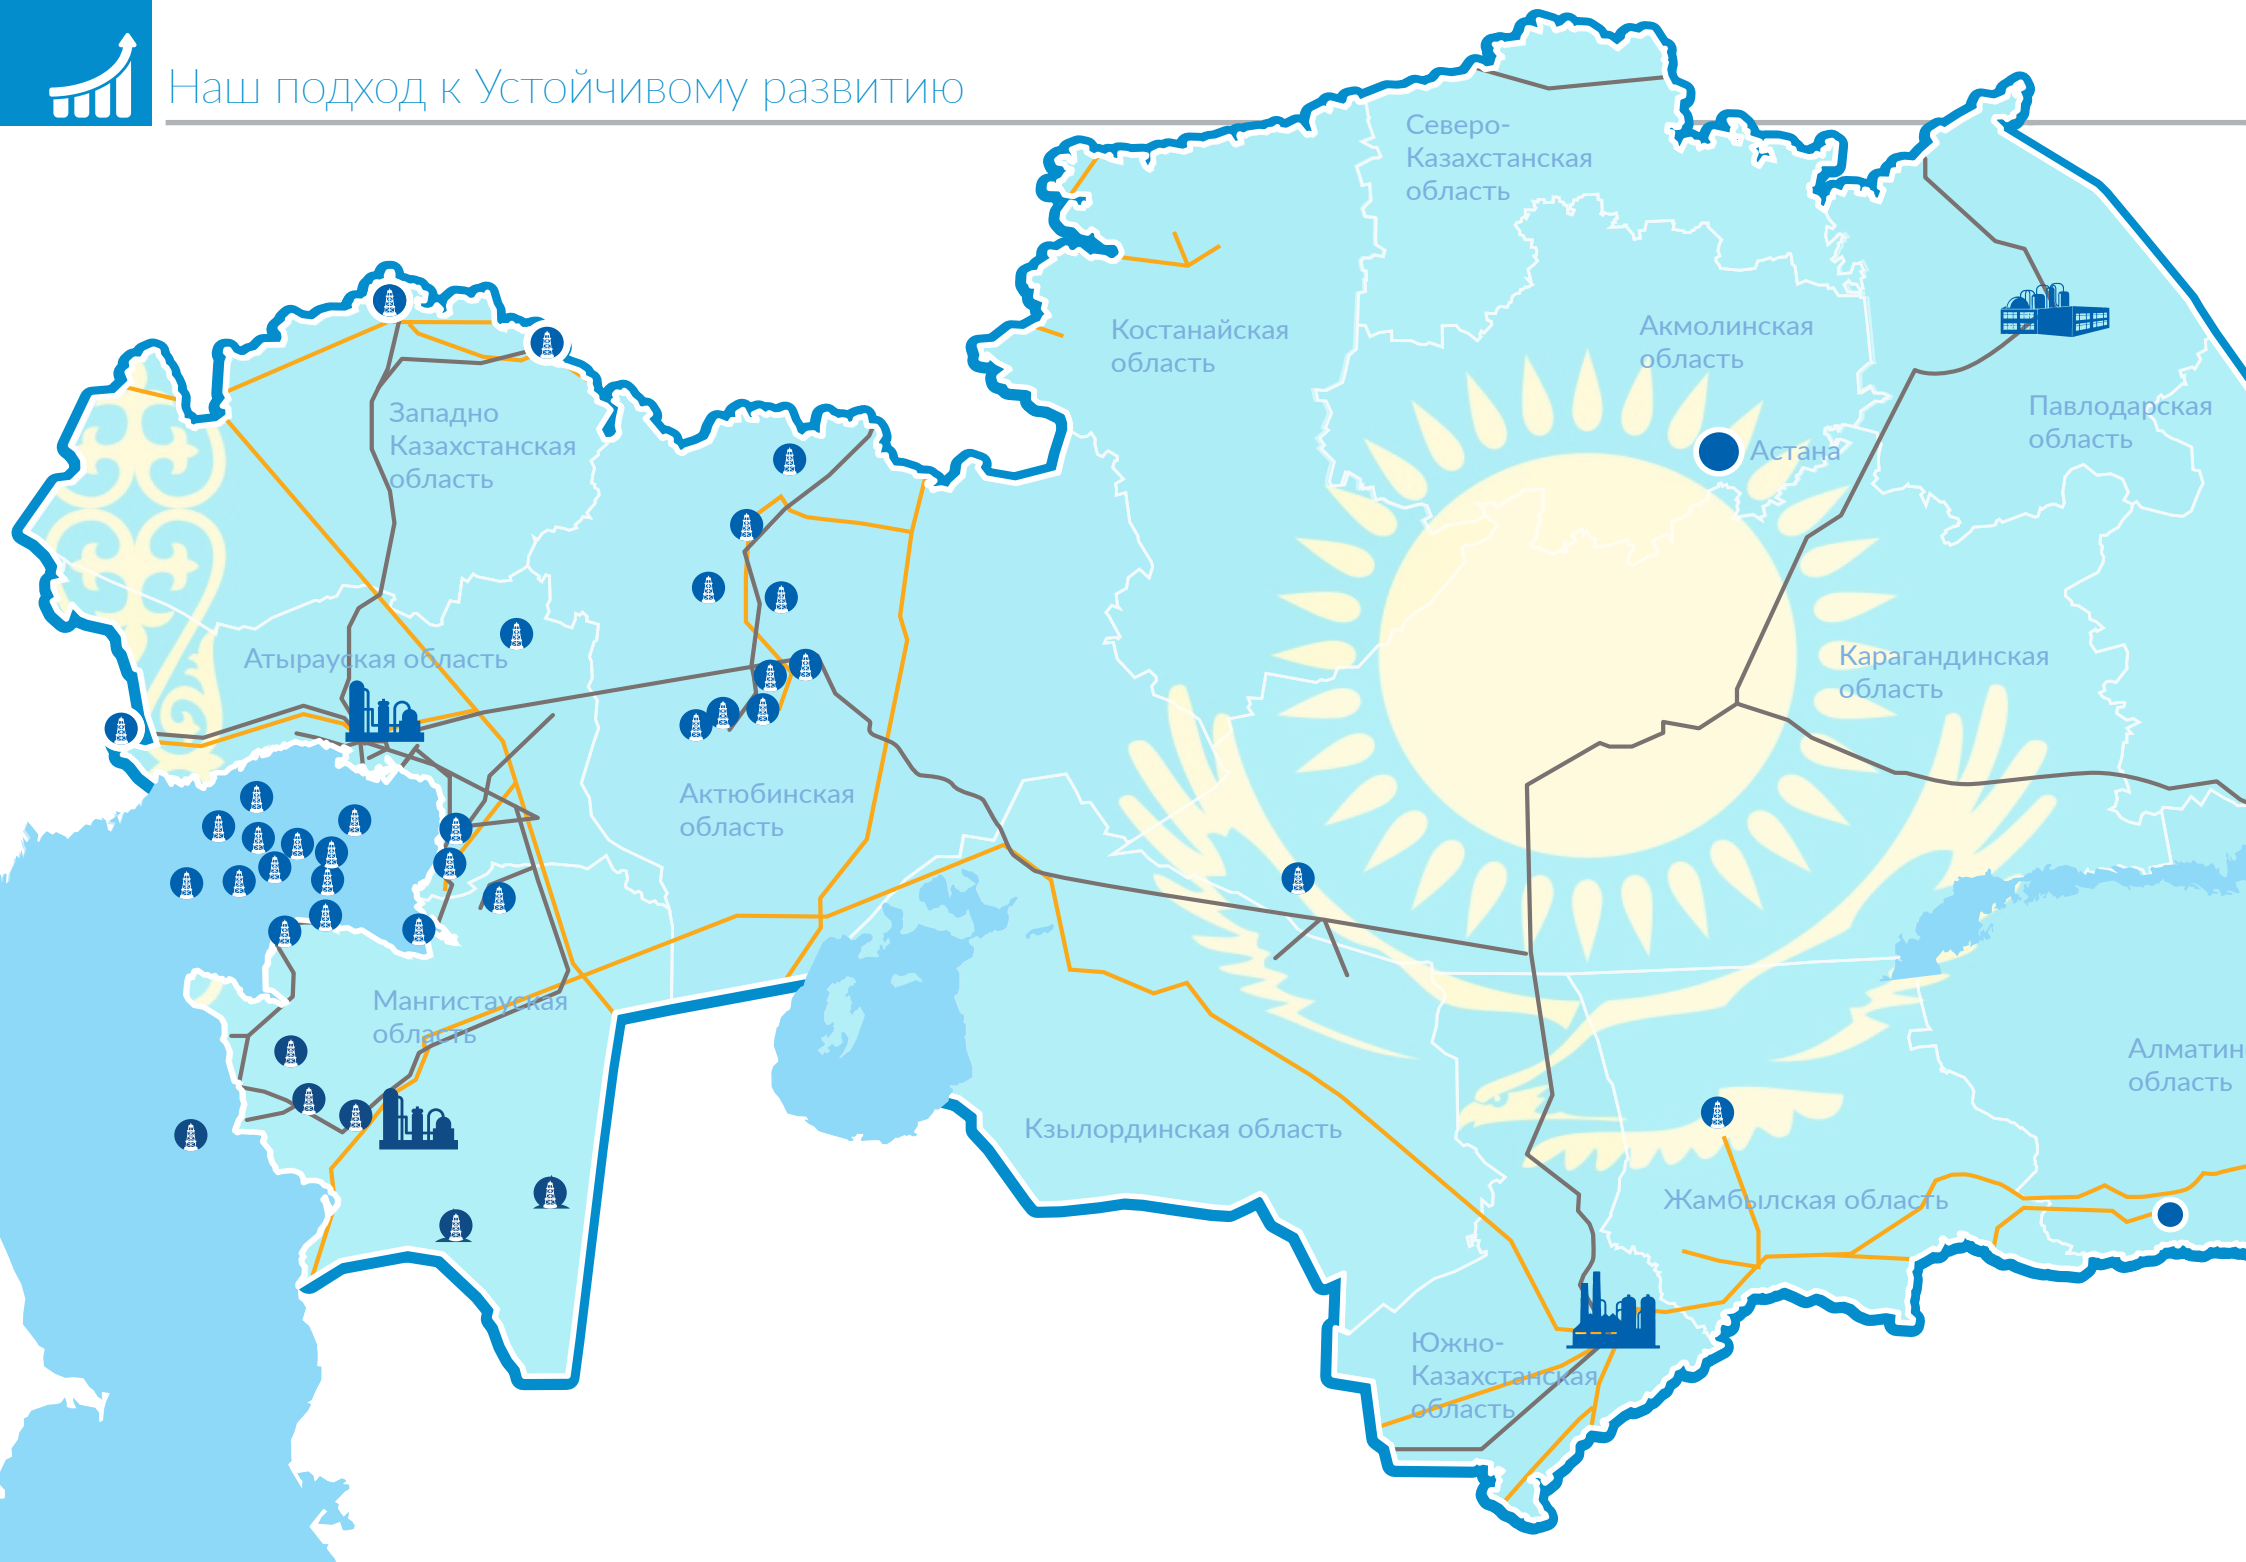 Наш подход к Устойчивому развитию
Северо-
Казахстанская
область
Костанайская
область
Акмолинская
область
Павлодарская
область
Западно
Казахстанская
область
Астана
Атырауская область
Карагандинская
область
Актюбинская
область
Мангистауская
область
Алматин
область
Кзылординская область
Жамбылская область
Южно-
Казахстанская
область